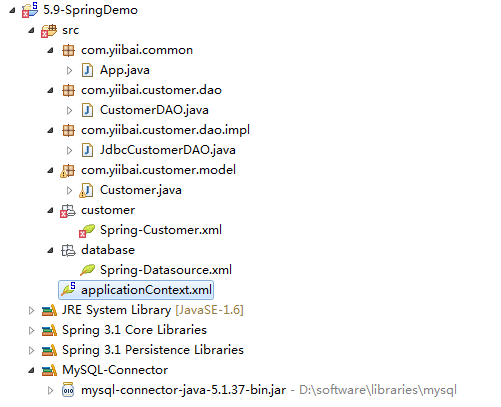 5.9-SpringDemo
src
com.yiibai.common
App.java
com.yiibai.customer.dao
CustomerDAO.java
com.yiibai.customer.dao.impl
JdbcCustomerDAO.java
com.yiibai.customer.model
Customer.java
customer
Spring-Customer.xml
database
Spring-Datasource.xml
applicationContext.xml
JRE System Library [JavaSE-1.6]
Spring 3.1 Core Libraries
Spring 3.1 Persistence Libraries
MySQL-Connector
mysql-connector-java-5.1.37-bin.jar - D:\software\libraries\mysql